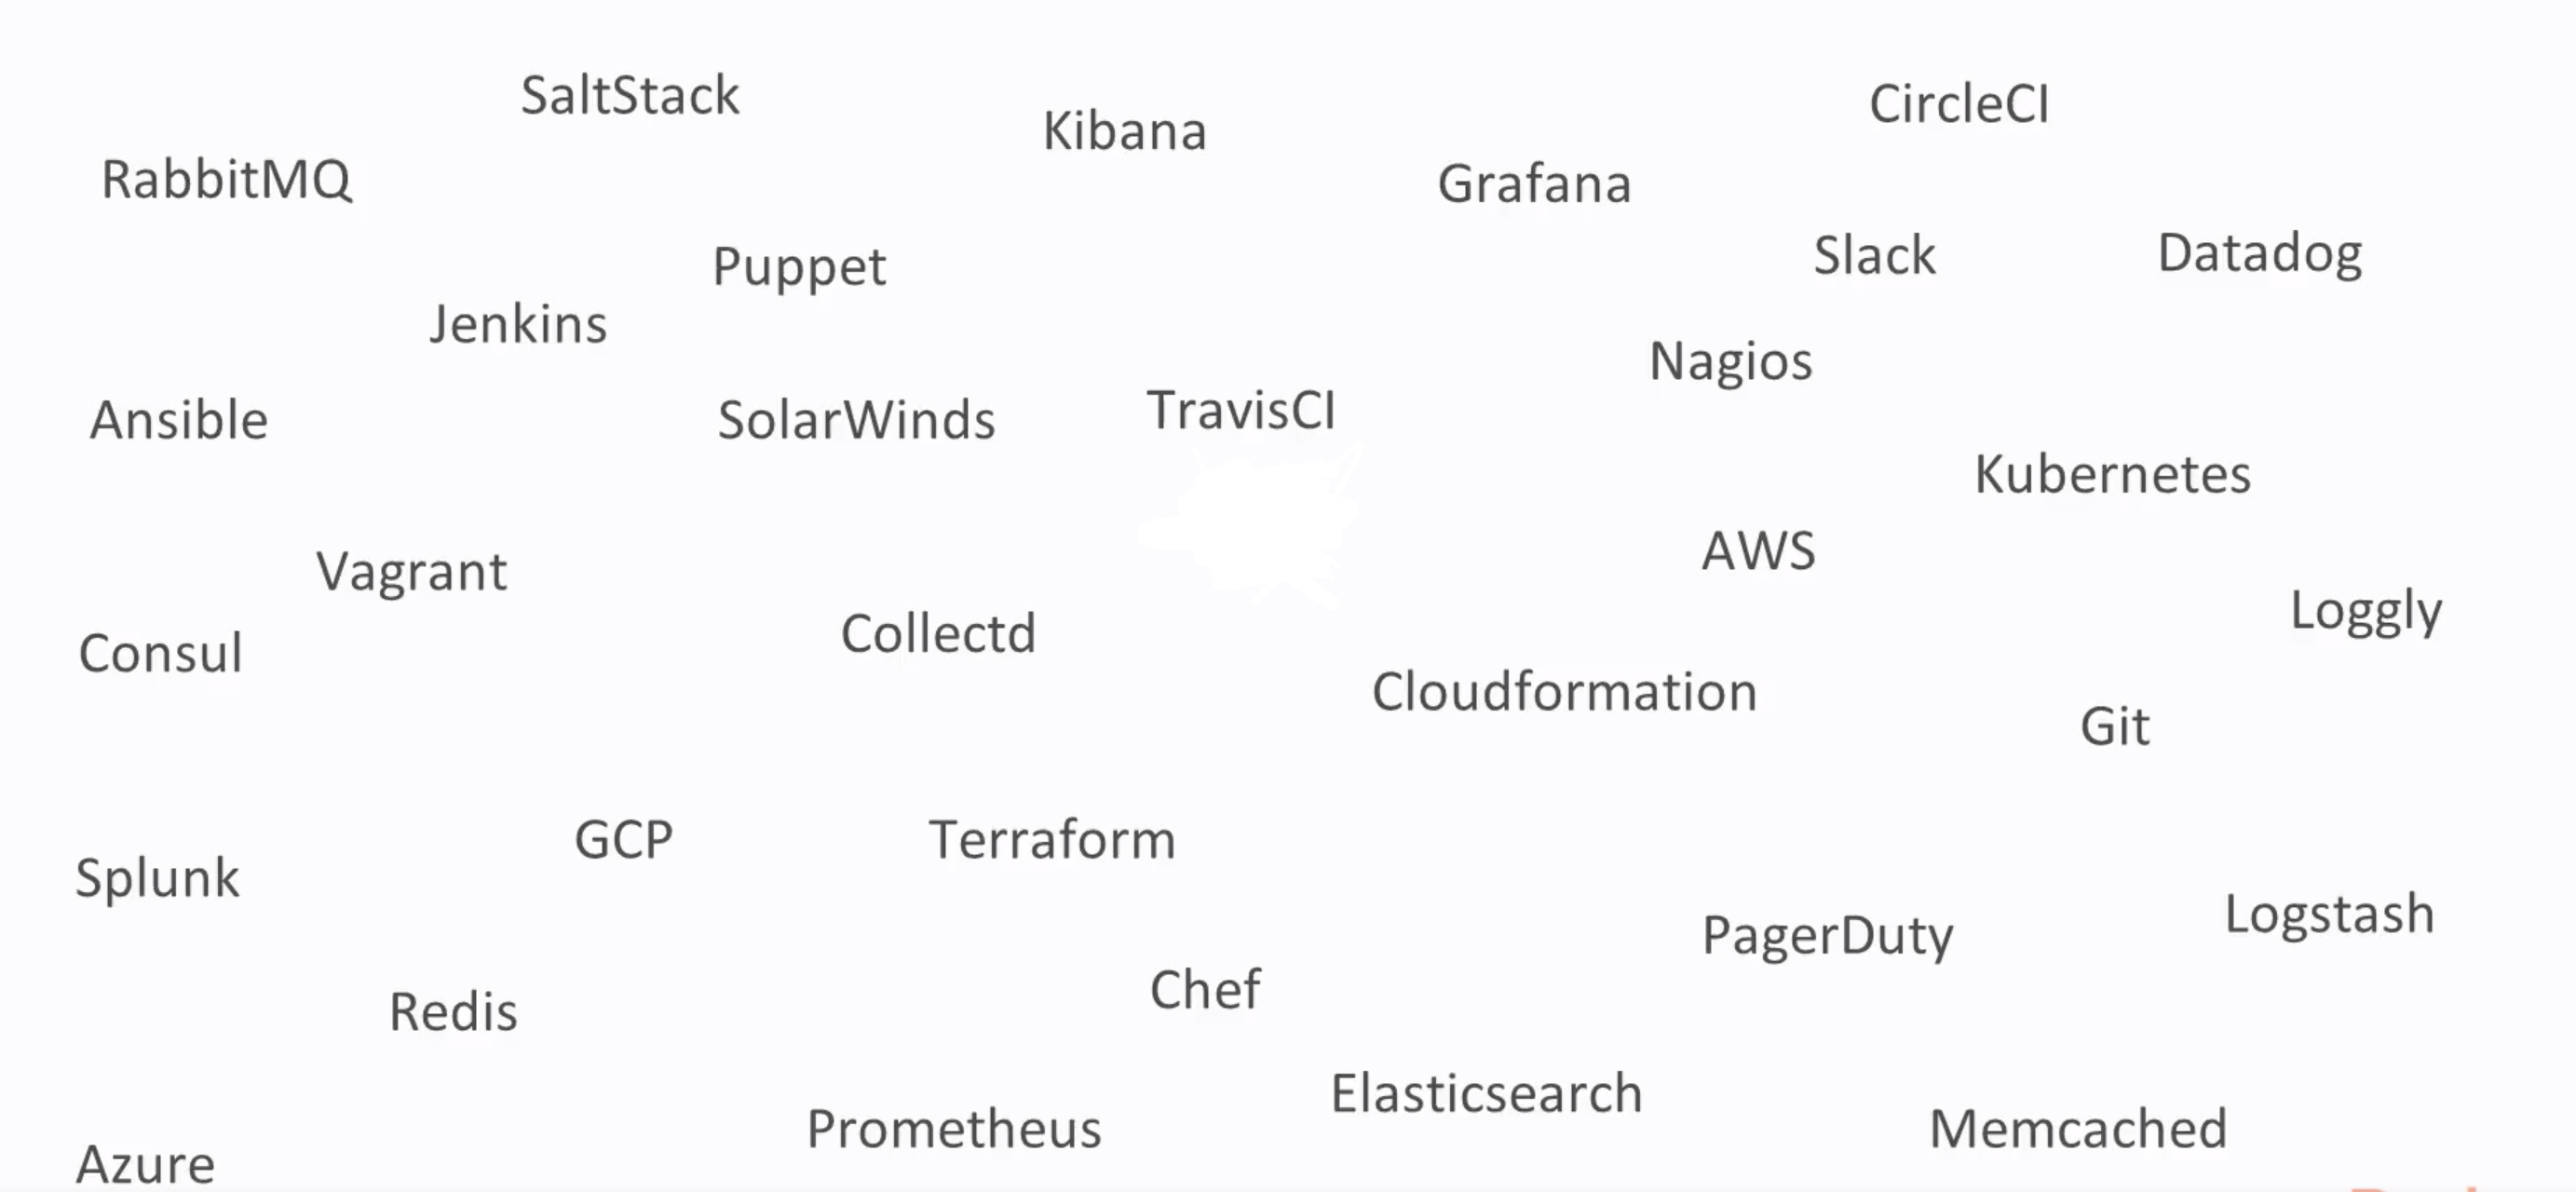 SaltStack
Kibana
CircleCI
RabbitMQ
Grafana
Puppet
Slack
Datadog
Jenkins
Nagios
Ansible
SolarWinds
TravisCI
Kubernetes
Vagrant
AWS
Consul
Collectd
Loggly
Cloudformation
Git
GCP
Terraform
Splunk
PagerDuty
Logstash
Redis
Chef
Elasticsearch
Prometheus
Memcached
Azure